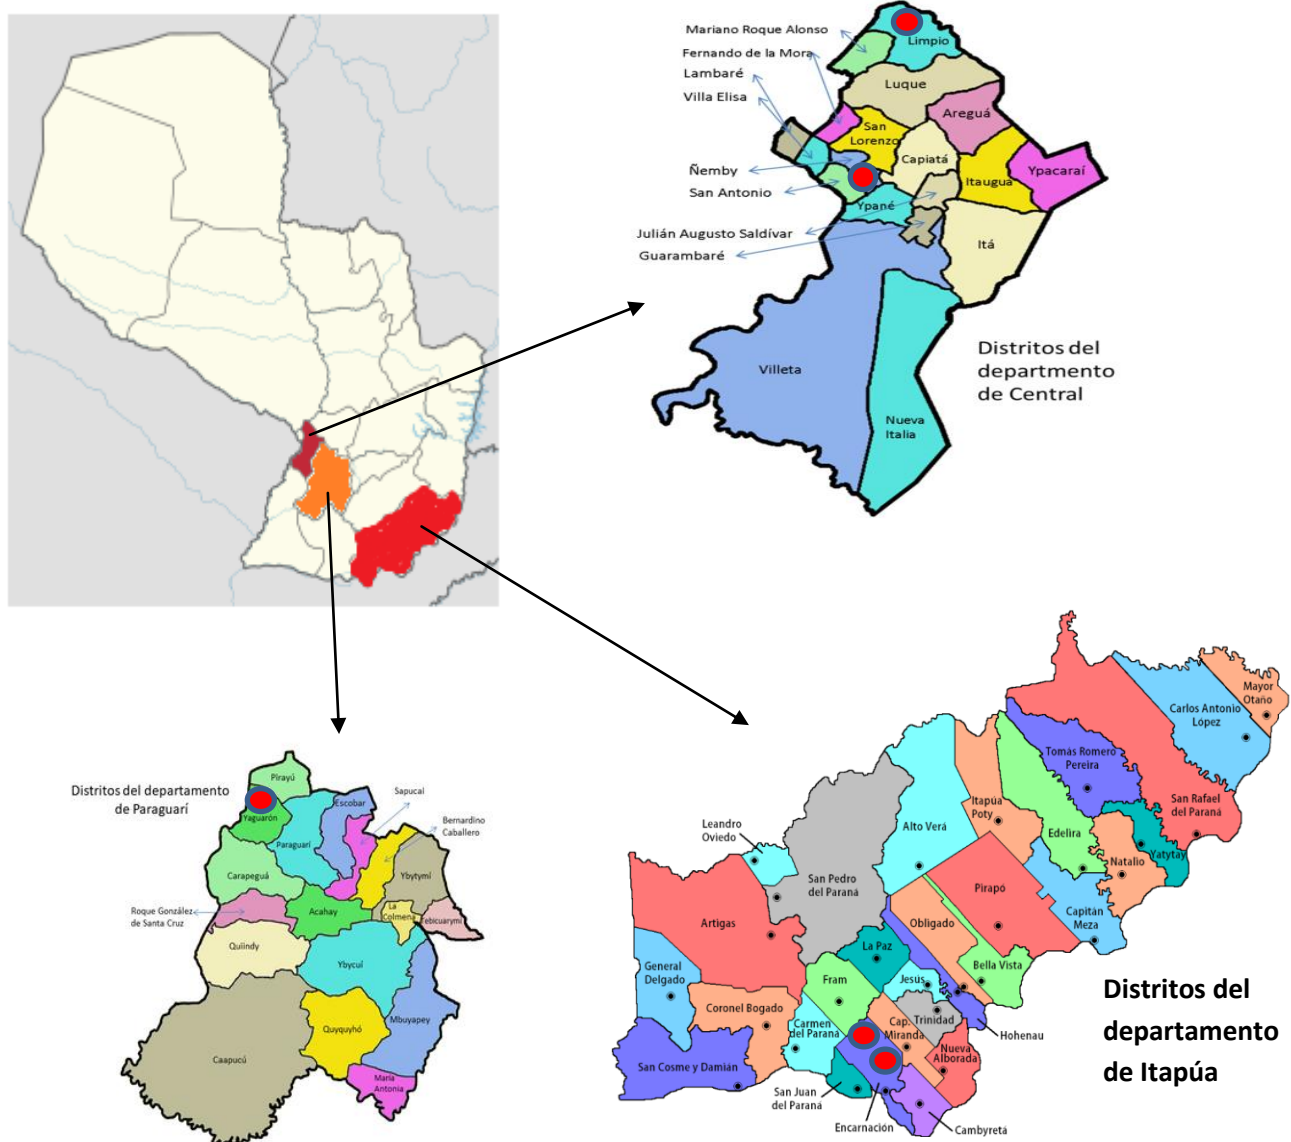 Mariano Roque Alonso
Fernando de la Mora
Lambaré
Villa Elisa
Ñemby
San Antonio
Julián Augusto Saldívar
Guarambaré
Limpio
Luque
Areguá
San
Lorenzo
Capiatá
Itaugua
Ypacaraí
Ypané
Itá
Villeta
Nueva
Italia
Distritos del
departmento
de Central
Distritos del departamento
de Paraguarí
Pirayú
Yaguarón
Escobar
Sapucai
Bernardino
Caballero
Paraguarí
Carapeguá
Ybytymí
Roque González
de Santa Cruz
Acahay
La
Colmena
Tebicuarymi
Quiindy
Ybycuí
Mbuyapey
Quyquyhó
Caapucú
María
Antonia
Mayor
Otaño
Carlos Antonio
López
Tomás Romero
Pereira
San Rafael
del Paraná
Itapúa
Poty
Edelira
Yatytay
Natalio
Alto Verá
Leandro
Oviedo
San Pedro
del Paraná
Pirapó
Capitán
Meza
Artigas
Obligado
La Paz
Bella Vista
General
Delgado
Fram
Jesús
Coronel Bogado
Carmen
del Paraná
Cap.
Miranda
Trinidad
Hohenau
Nueva
Alborada
San Cosme y Damián
San Juan
del Paraná
Encarnación
Cambyretá
Distritos del
departamento
de Itapúa